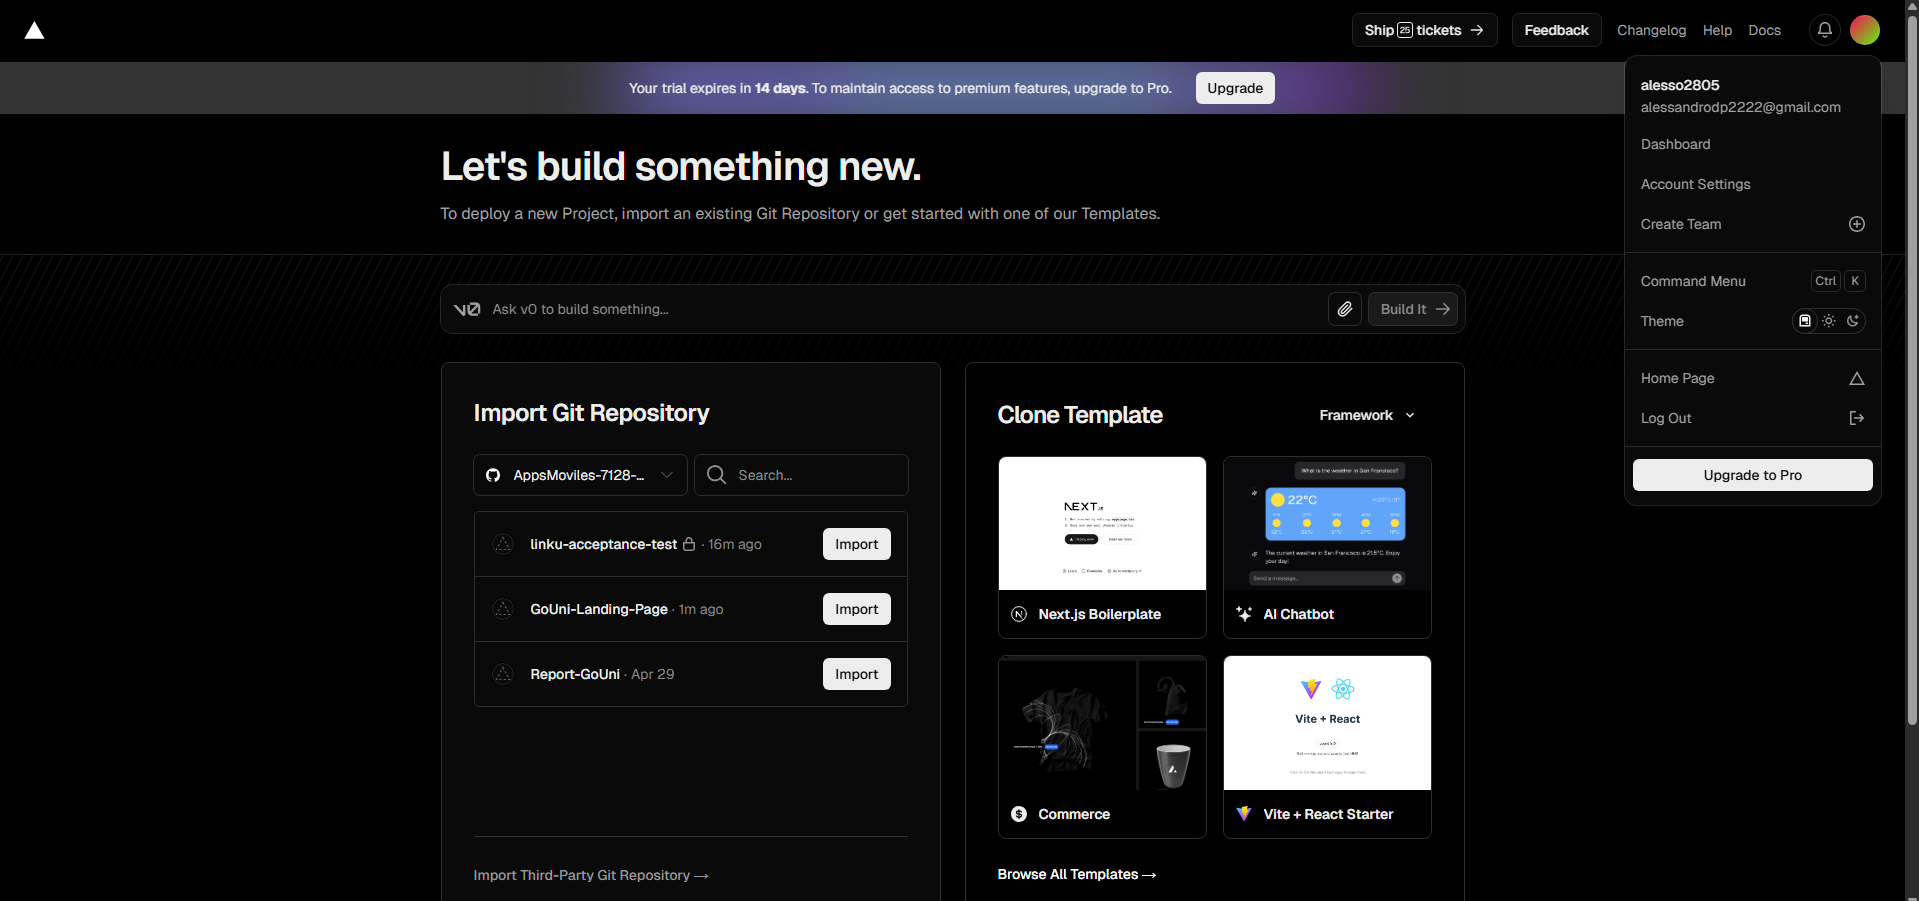 Ship 25 tickets →
Feedback
Changelog
Help
Docs
Your trial expires in 14 days. To maintain access to premium features, upgrade to Pro.
Upgrade
alesso2805
alessandrodp2222@gmail.com
Dashboard
Account Settings
Create Team
Command Menu
Ctrl K
Theme
Home Page
Log Out
Upgrade to Pro
Let's build something new.
To deploy a new Project, import an existing Git Repository or get started with one of our Templates.
v0 Ask v0 to build something...
Build It →
Import Git Repository
AppsMoviles-7128-...
Search...
linku-acceptance-test · 16m ago
Import
GoUni-Landing-Page · 1m ago
Import
Report-GoUni · Apr 29
Import
Import Third-Party Git Repository →
Clone Template
Framework
NEXT.JS
Next.js Boilerplate
What is the weather in San Francisco?
22°C
The current weather in San Francisco is 21.5°C. Enjoy
your day!
Send a message...
AI Chatbot
Commerce
Vite + React
Vite + React Starter
Browse All Templates →